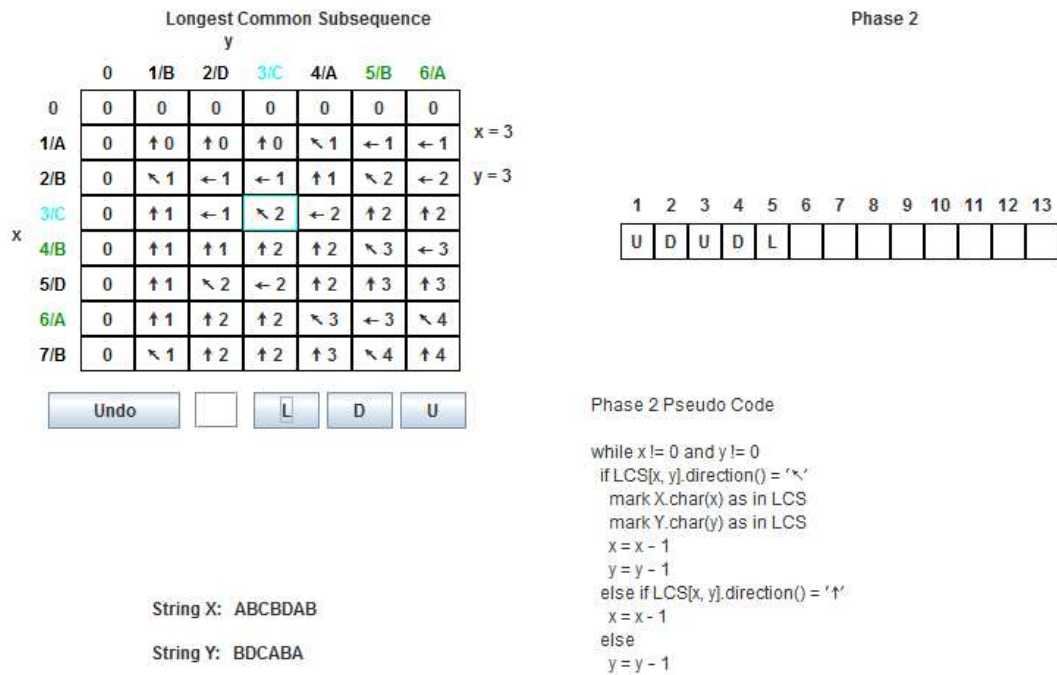 Longest Common Subsequence
Phase 2
y
0 1/B 2/D 3/C 4/A 5/B 6/A
0 0 0 0 0 0 0 0
1/A 0 ↑ 0 ↑ 0 ↑ 0 ↖ 1 ← 1 ← 1
x = 3
2/B 0 ↖ 1 ← 1 ← 1 ↑ 1 ↖ 2 ← 2
y = 3
3/C 0 ↑ 1 ← 1 ↖ 2 ← 2 ↑ 2 ↑ 2
x
4/B 0 ↑ 1 ↑ 1 ↑ 2 ↑ 2 ↖ 3 ← 3
5/D 0 ↑ 1 ↖ 2 ← 2 ↑ 2 ↑ 3 ↑ 3
6/A 0 ↑ 1 ↑ 2 ↑ 2 ↖ 3 ← 3 ↖ 4
7/B 0 ↖ 1 ↑ 2 ↑ 2 ↑ 3 ↖ 4 ↑ 4
1 2 3 4 5 6 7 8 9 10 11 12 13
U D U D L
Undo L D U
Phase 2 Pseudo Code
while x != 0 and y != 0
if LCS[x, y].direction() = '↖'
mark X.char(x) as in LCS
mark Y.char(y) as in LCS
x = x - 1
y = y - 1
else if LCS[x, y].direction() = '↑'
x = x - 1
else
y = y - 1
String X: ABCBDAB
String Y: BDCABA